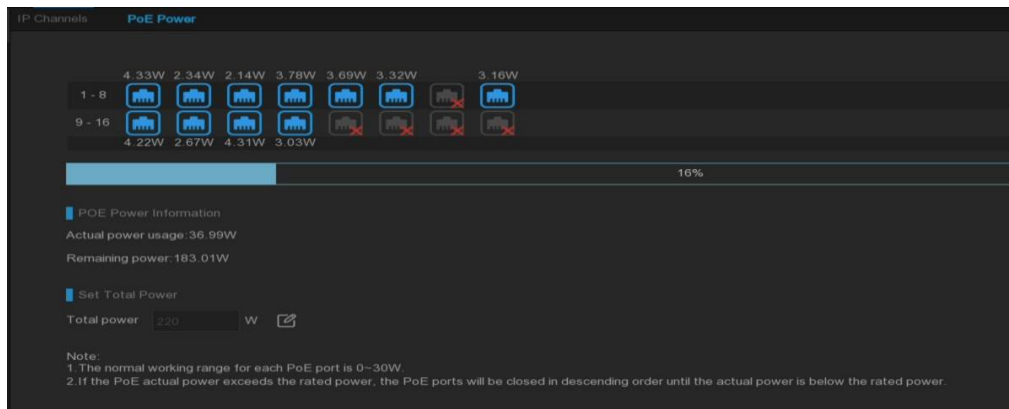 IP Channels PoE Power
4.33W 2.34W 2.14W 3.78W 3.69W 3.32W 3.16W
1 - 8
9 - 16
4.22W 2.67W 4.31W 3.03W
16%
POE Power Information
Actual power usage:36.99W
Remaining power:183.01W
Set Total Power
Total power 220 W
Note:
1.The normal working range for each PoE port is 0~30W.
2.If the PoE actual power exceeds the rated power, the PoE ports will be closed in descending order until the actual power is below the rated power.